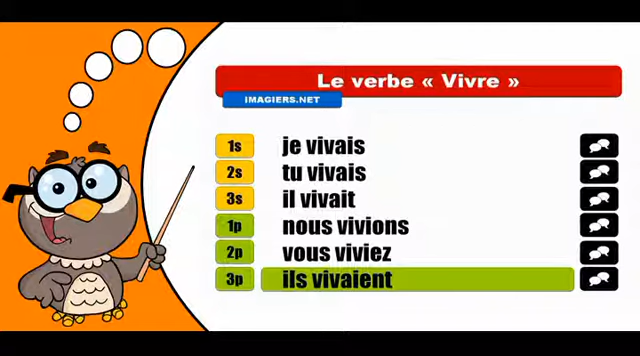 Le verbe « Vivre »
IMAGIERS.NET
1s je vivais
2s tu vivais
3s il vivait
1p nous vivions
2p vous viviez
3p ils vivaient